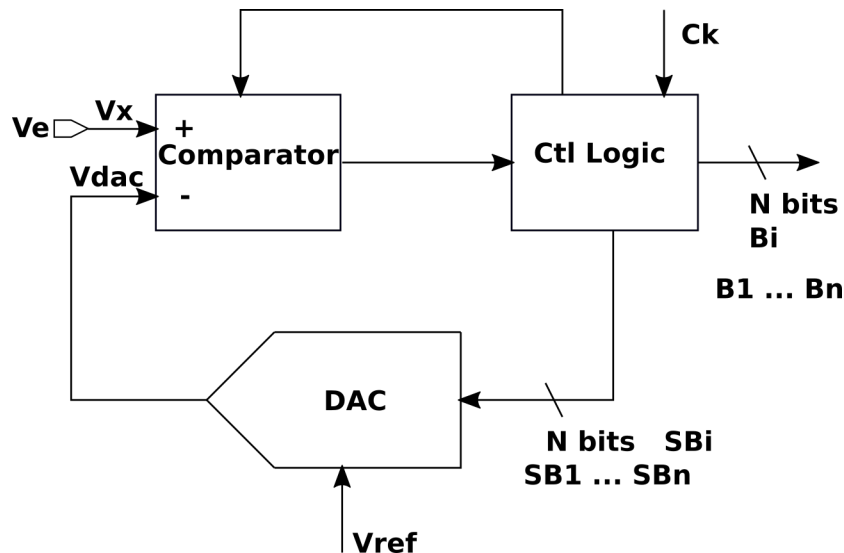 Ck
Ve
Vx
+
Comparator
Ctl Logic
Vdac
-
N bits
Bi
B1 ... Bn
DAC
N bits SBi
SB1 ... SBn
Vref